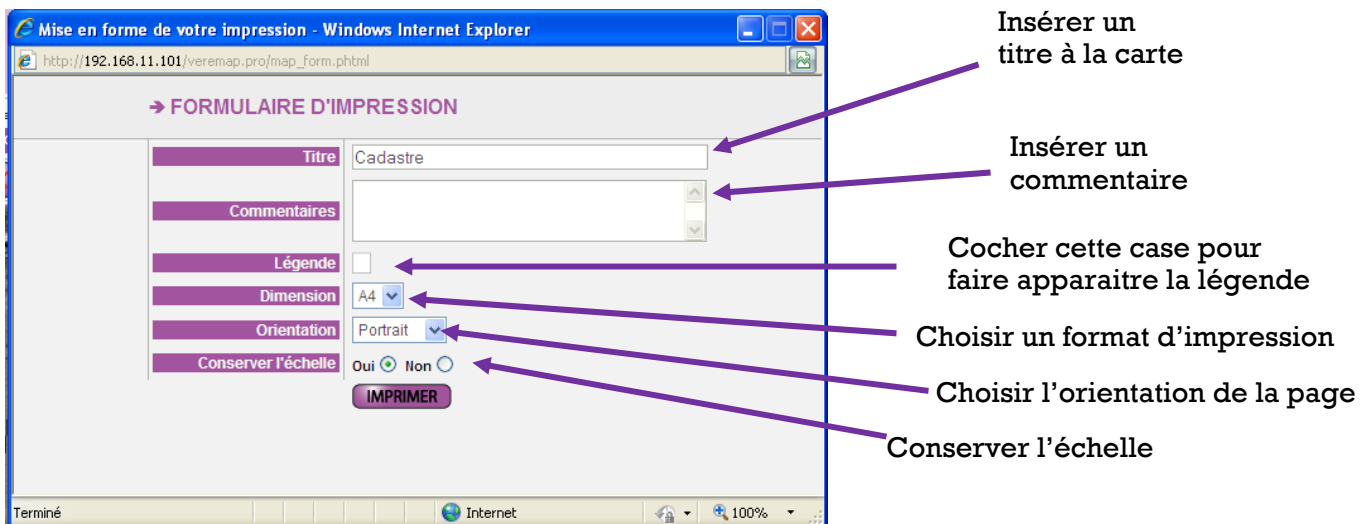 Mise en forme de votre impression - Windows Internet Explorer
http://192.168.11.101/veremap.pro/map_form.phtml
➔ FORMULAIRE D'IMPRESSION
Titre Cadastre
Commentaires
Légende
Dimension A4
Orientation Portrait
Conserver l'échelle Oui Non
IMPRIMER
Terminé Internet 100%
Insérer un
titre à la carte
Insérer un
commentaire
Cocher cette case pour
faire apparaitre la légende
Choisir un format d’impression
Choisir l’orientation de la page
Conserver l’échelle